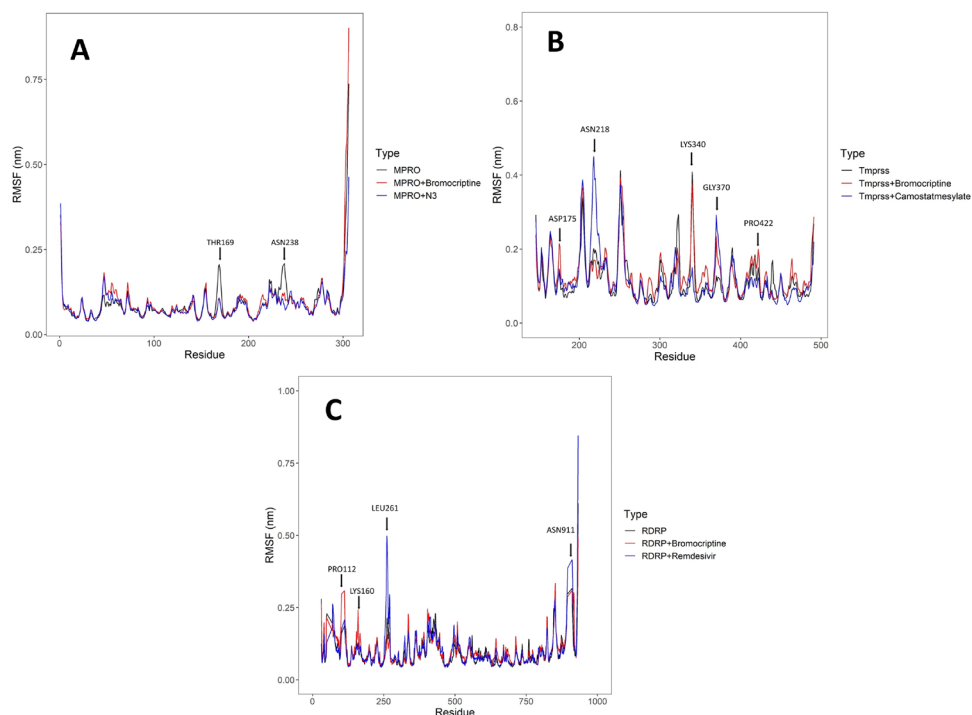 A
RMSF (nm)
0.75
0.50
0.25
0.00
THR169
ASN238
0
100
200
300
Residue
Type
MPRO
MPRO+Bromocriptine
MPRO+N3
B
RMSF (nm)
0.8
0.6
0.4
0.2
0.0
ASN218
LYS340
GLY370
ASP175
PRO422
200
300
400
500
Residue
Type
Tmprss
Tmprss+Bromocriptine
Tmprss+Camostatmesylate
C
RMSF (nm)
1.00
0.75
0.50
0.25
0.00
LEU261
ASN911
PRO112
LYS160
0
250
500
750
1000
Residue
Type
RDRP
RDRP+Bromocriptine
RDRP+Remdesivir